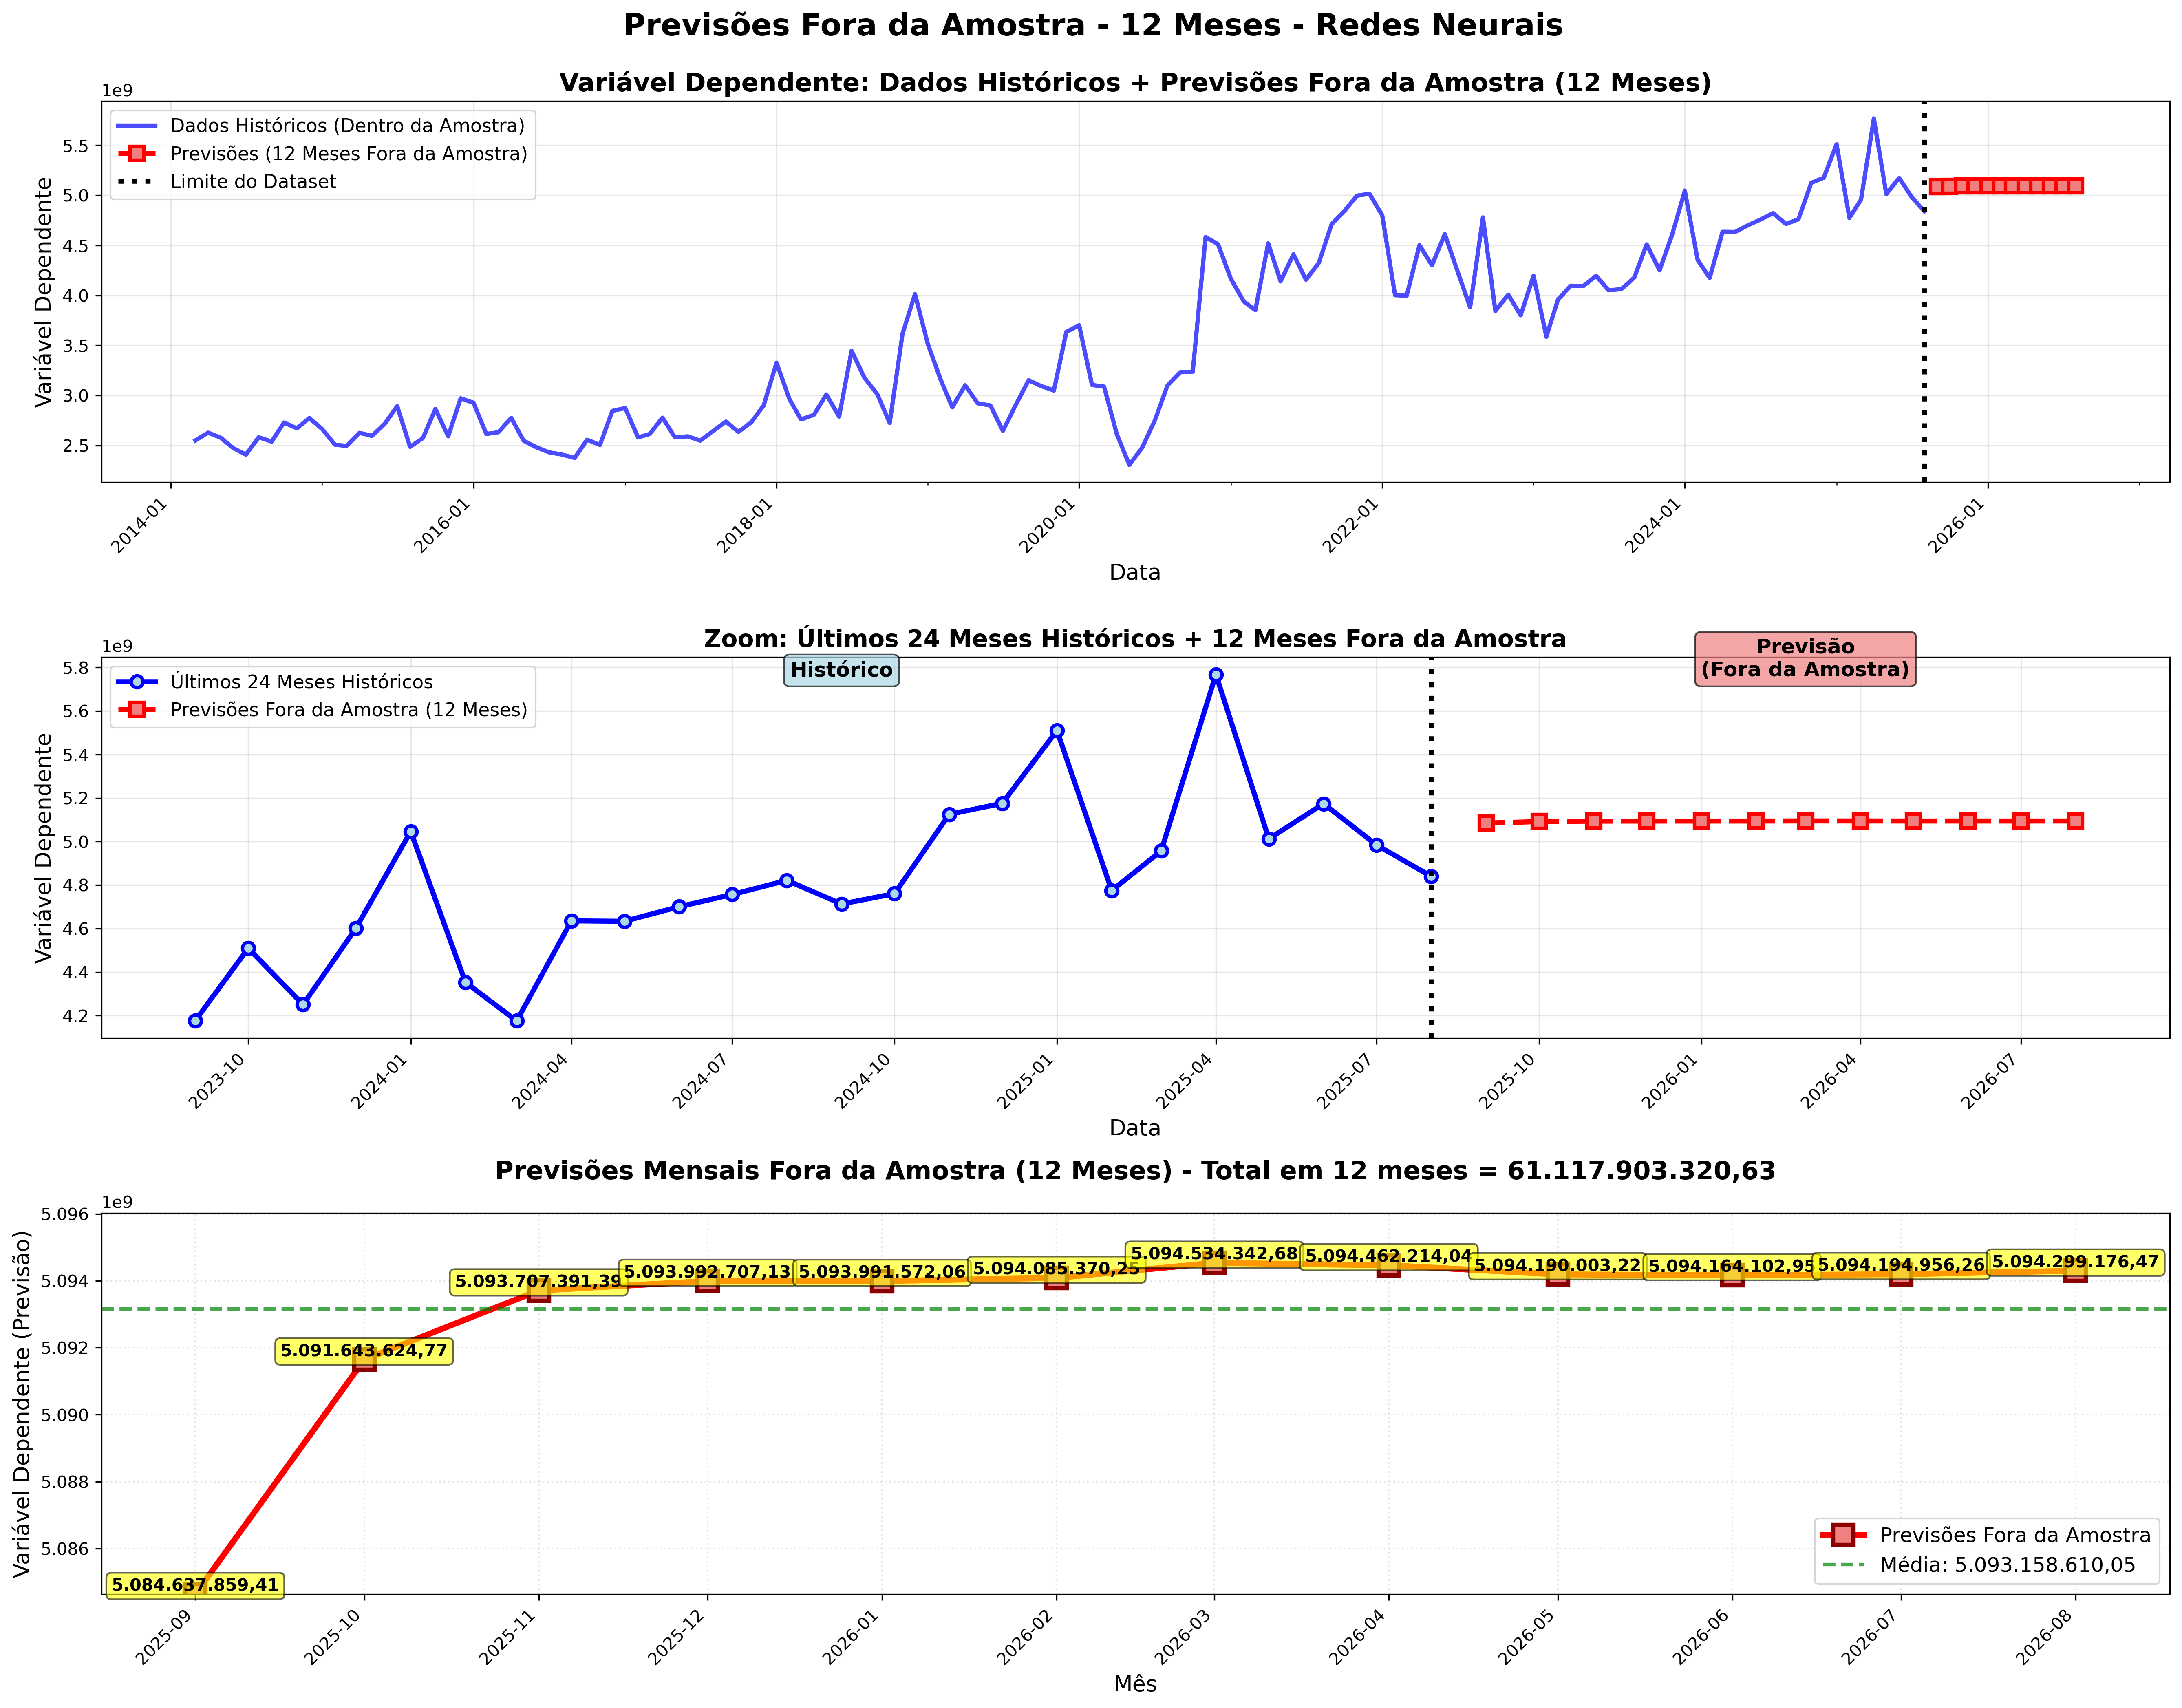 Previsões Fora da Amostra - 12 Meses - Redes Neurais
Variável Dependente: Dados Históricos + Previsões Fora da Amostra (12 Meses)
1e9
Dados Históricos (Dentro da Amostra)
Previsões (12 Meses Fora da Amostra)
Limite do Dataset
Variável Dependente
5.5
5.0
4.5
4.0
3.5
3.0
2.5
2014-01
2016-01
2018-01
2020-01
2022-01
2024-01
2026-01
Data
Zoom: Últimos 24 Meses Históricos + 12 Meses Fora da Amostra
1e9
Últimos 24 Meses Históricos
Previsões Fora da Amostra (12 Meses)
Histórico
Previsão
(Fora da Amostra)
Variável Dependente
5.8
5.6
5.4
5.2
5.0
4.8
4.6
4.4
4.2
2023-10
2024-01
2024-04
2024-07
2024-10
2025-01
2025-04
2025-07
2025-10
2026-01
2026-04
2026-07
Data
Previsões Mensais Fora da Amostra (12 Meses) - Total em 12 meses = 61.117.903.320,63
1e9
Variável Dependente (Previsão)
5.096
5.094
5.092
5.090
5.088
5.086
5.084.637.859,41
5.091.643.624,77
5.093.707.391,39
5.093.992.707,13
5.093.991.572,06
5.094.085.370,25
5.094.534.342,68
5.094.462.214,04
5.094.190.003,22
5.094.164.102,95
5.094.194.956,26
5.094.299.176,47
Previsões Fora da Amostra
Média: 5.093.158.610,05
2025-09
2025-10
2025-11
2025-12
2026-01
2026-02
2026-03
2026-04
2026-05
2026-06
2026-07
2026-08
Mês